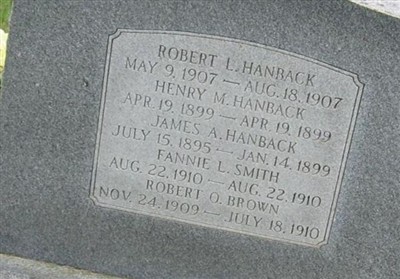 ROBERT L. HANBACK
MAY 9, 1907 — AUG. 18, 1907
HENRY M. HANBACK
APR. 19, 1899 — APR. 19, 1899
JAMES A. HANBACK
JULY 15, 1895 — JAN. 14, 1899
FANNIE L. SMITH
AUG. 22, 1910 — AUG. 22, 1910
ROBERT O. BROWN
NOV. 24, 1909 — JULY 18, 1910